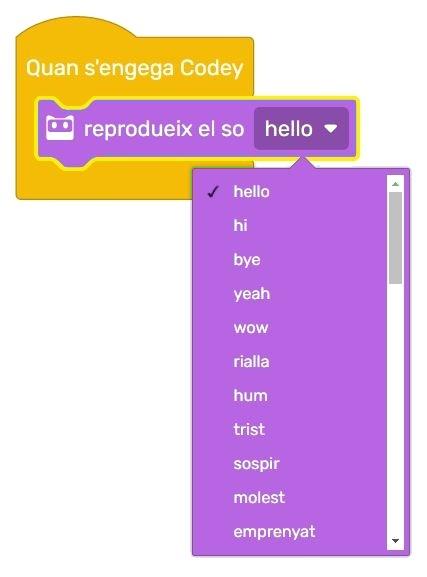 Quan s'engega Codey
reprodueix el so hello
hello
hi
bye
yeah
wow
rialla
hum
trist
sospir
molest
emprenyat